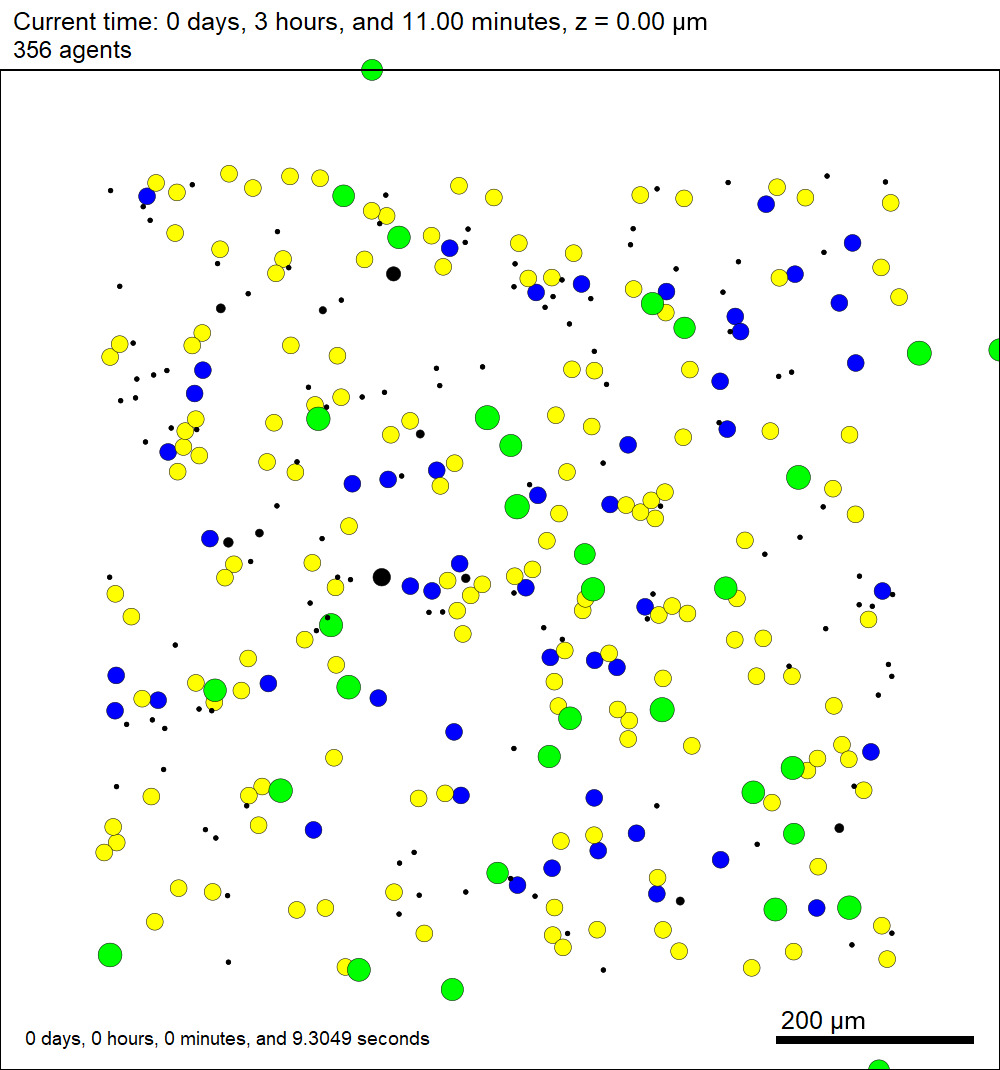 Current time: 0 days, 3 hours, and 11.00 minutes, z = 0.00 µm
356 agents
200 µm
0 days, 0 hours, 0 minutes, and 9.3049 seconds